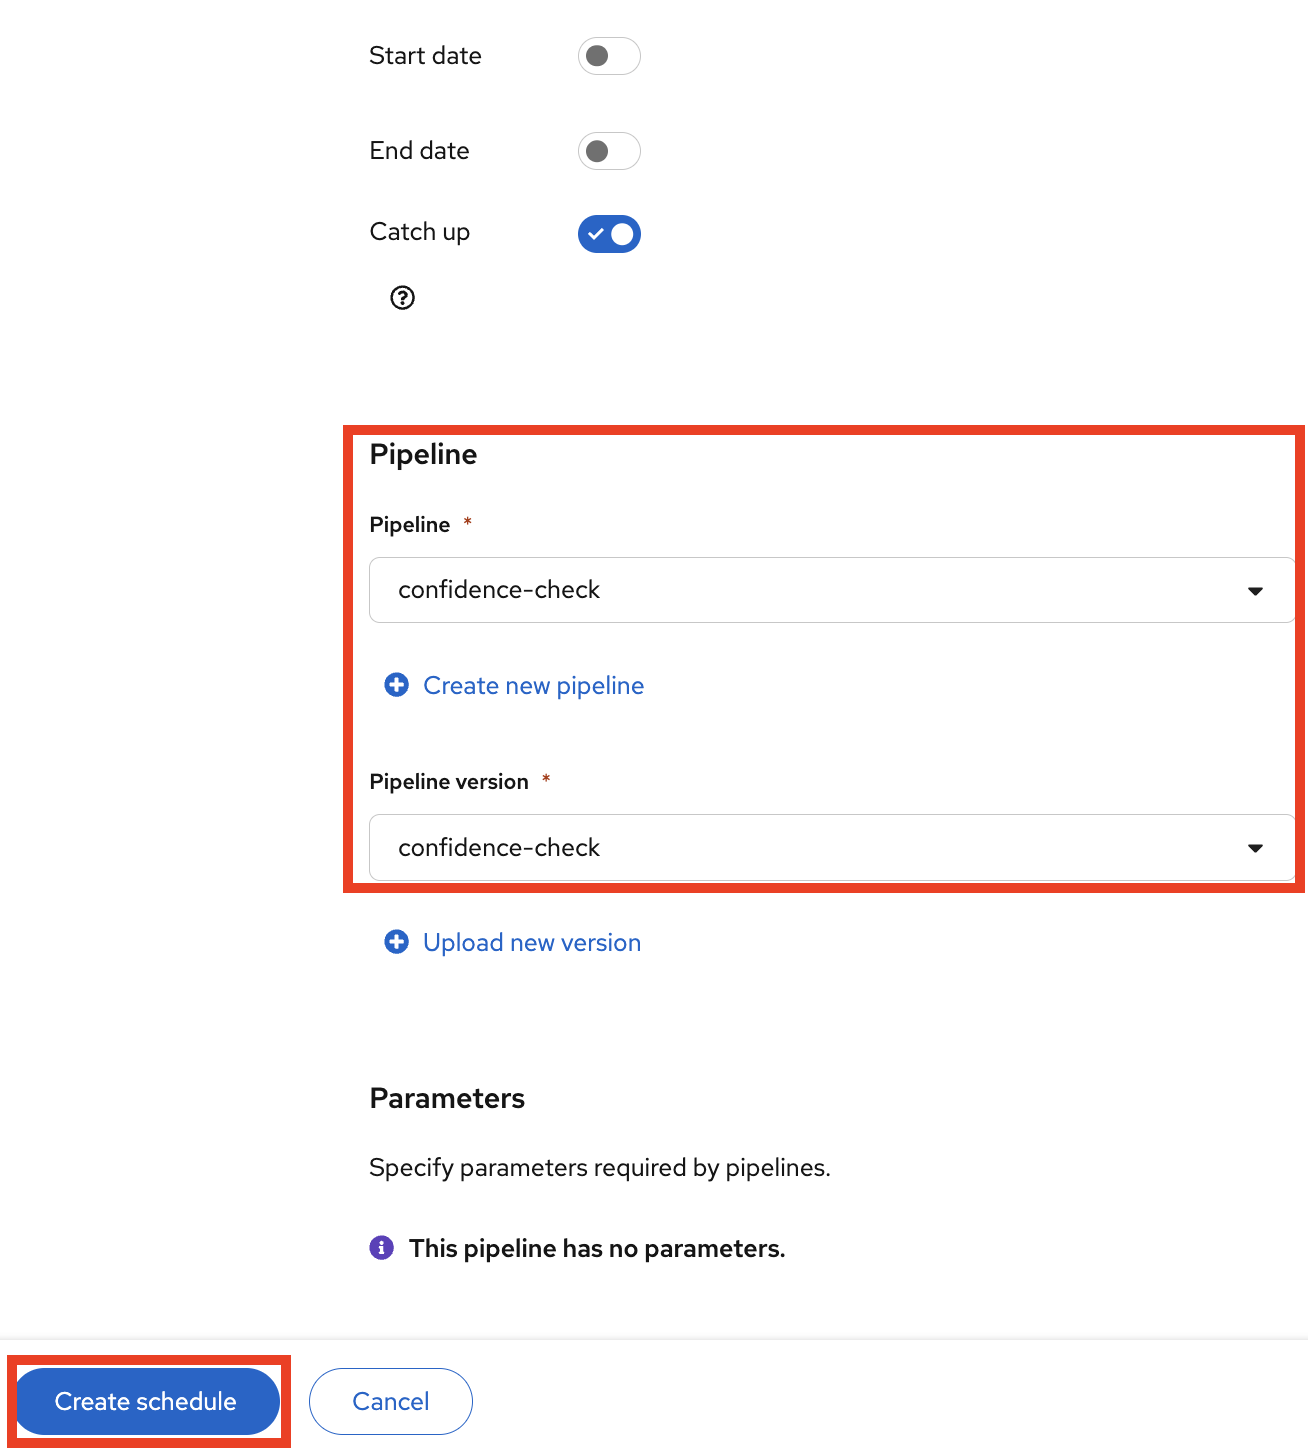 Start date
End date
Catch up
Pipeline
Pipeline *
confidence-check
Create new pipeline
Pipeline version *
confidence-check
Upload new version
Parameters
Specify parameters required by pipelines.
This pipeline has no parameters.
Create schedule
Cancel